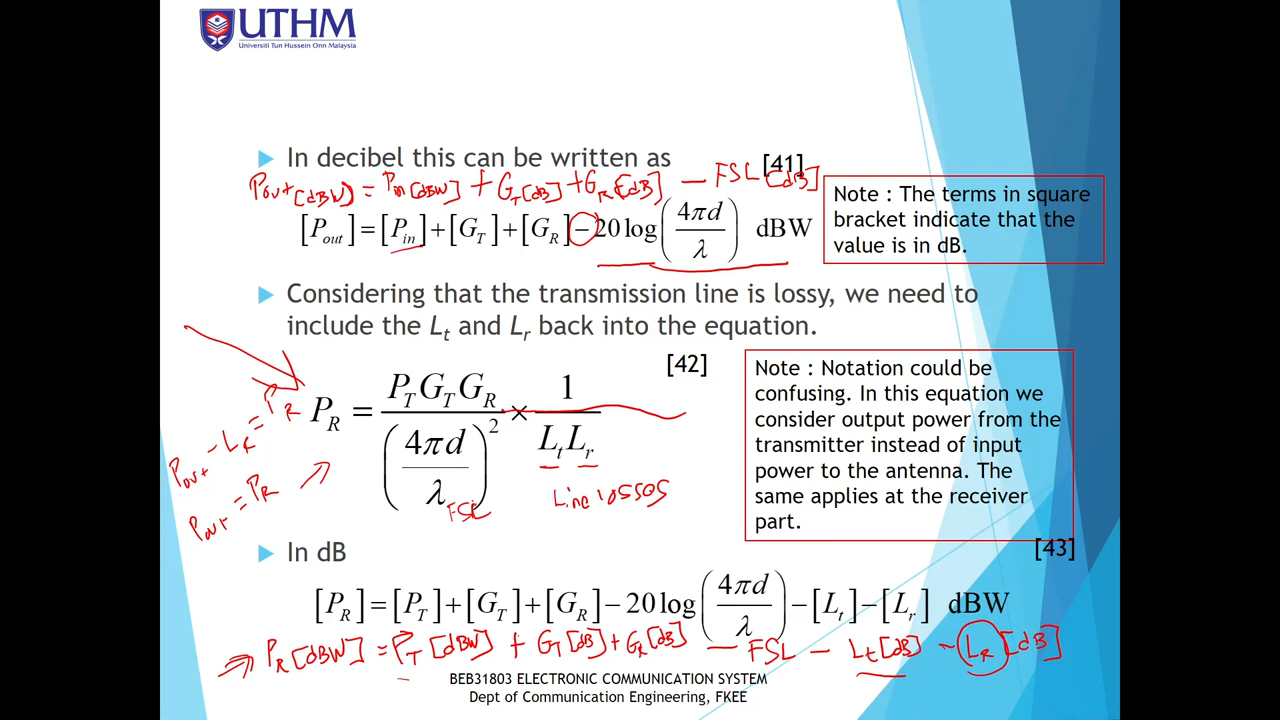 UTHM
Universiti Tun Hussein Onn Malaysia
In decibel this can be written as [41]
Pout [dBW] = Pin [dBW] + GT [dB] + GR [dB] − FSL [dB]
[Pout] = [Pin] + [GT] + [GR] − 20 log (4πd / λ) dBW
Note : The terms in square
bracket indicate that the
value is in dB.
Considering that the transmission line is lossy, we need to
include the Lt and Lr back into the equation.
[42]
PR = PT GT GR / (4πd / λ)² × 1 / Lt Lr
FSL
Line losses
Pout − LR = PR
Pout = PR
Note : Notation could be
confusing. In this equation we
consider output power from the
transmitter instead of input
power to the antenna. The
same applies at the receiver
part.
In dB [43]
[PR] = [PT] + [GT] + [GR] − 20 log (4πd / λ) − [Lt] − [Lr] dBW
PR [dBW] = PT [dBW] + GT [dB] + GR [dB] − FSL − Lt [dB] − LR [dB]
BEB31803 ELECTRONIC COMMUNICATION SYSTEM
Dept of Communication Engineering, FKEE